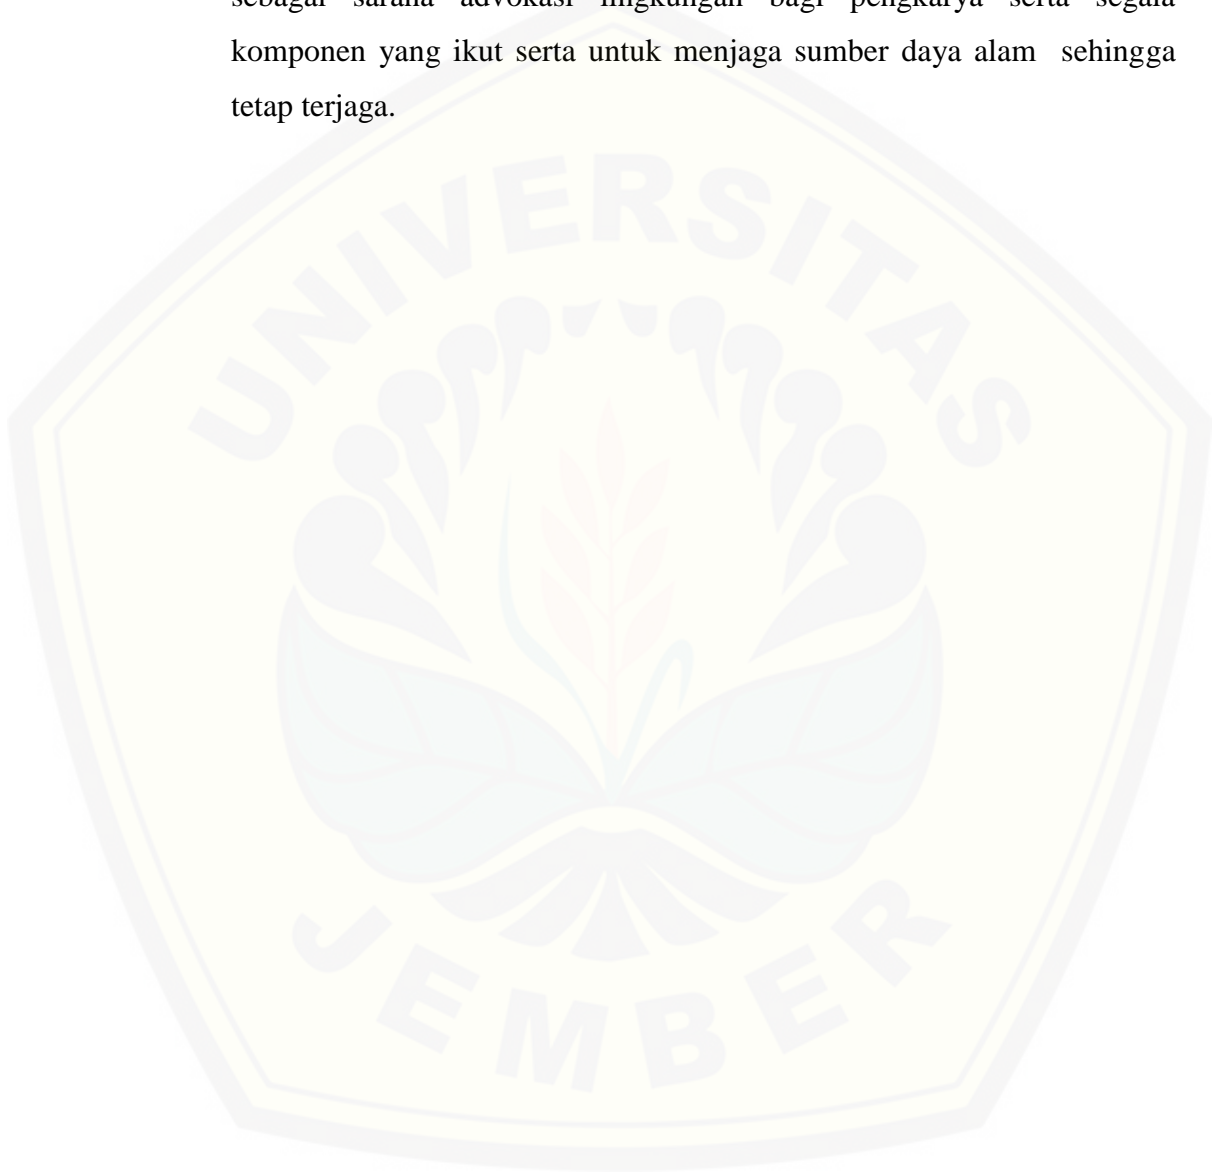 sebagai sarana advokasi lingkungan bagi pengkarya serta segala
komponen yang ikut serta untuk menjaga sumber daya alam sehingga
tetap terjaga.
UNIVERSITAS
JEMBER